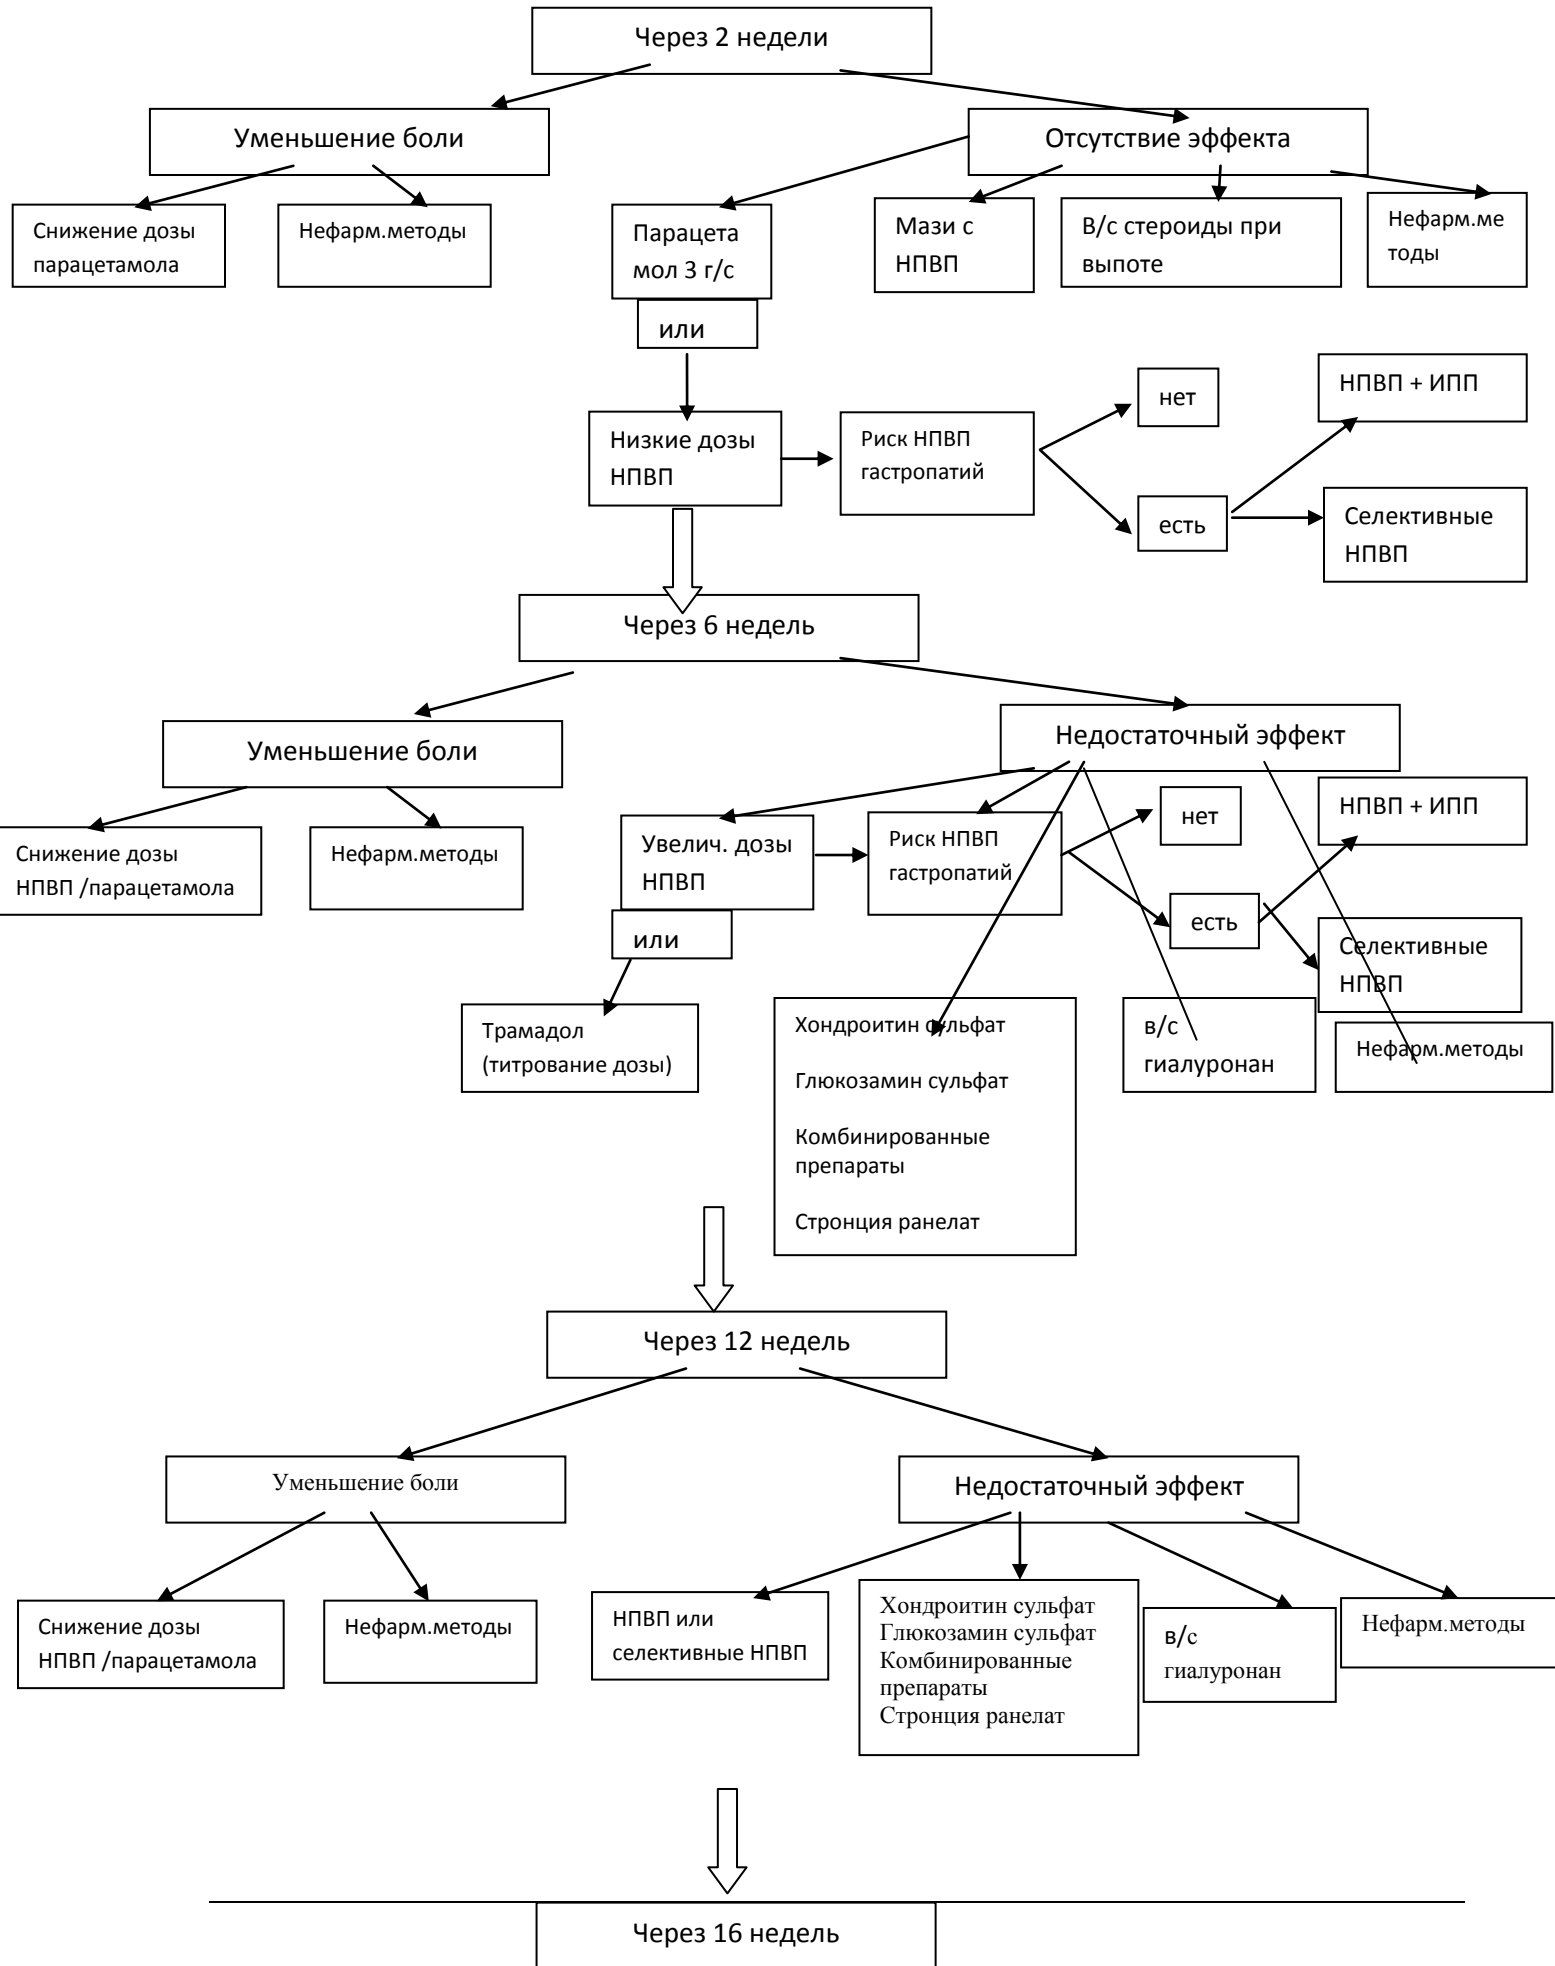 Через 2 недели
Уменьшение боли
Отсутствие эффекта
Снижение дозы
парацетамола
Нефарм.методы
Парацета
мол 3 г/с
Мази с
НПВП
В/с стероиды при
выпоте
Нефарм.ме
тоды
или
Низкие дозы
НПВП
Риск НПВП
гастропатий
нет
есть
НПВП + ИПП
Селективные
НПВП
Через 6 недель
Уменьшение боли
Недостаточный эффект
Снижение дозы
НПВП /парацетамола
Нефарм.методы
Увелич. дозы
НПВП
Риск НПВП
гастропатий
нет
есть
НПВП + ИПП
Селективные
НПВП
или
Трамадол
(титрование дозы)
Хондроитин сульфат
Глюкозамин сульфат
Комбинированные
препараты
Стронция ранелат
в/с
гиалуронан
Нефарм.методы
Через 12 недель
Уменьшение боли
Недостаточный эффект
Снижение дозы
НПВП /парацетамола
Нефарм.методы
НПВП или
селективные НПВП
Хондроитин сульфат
Глюкозамин сульфат
Комбинированные
препараты
Стронция ранелат
в/с
гиалуронан
Нефарм.методы
Через 16 недель